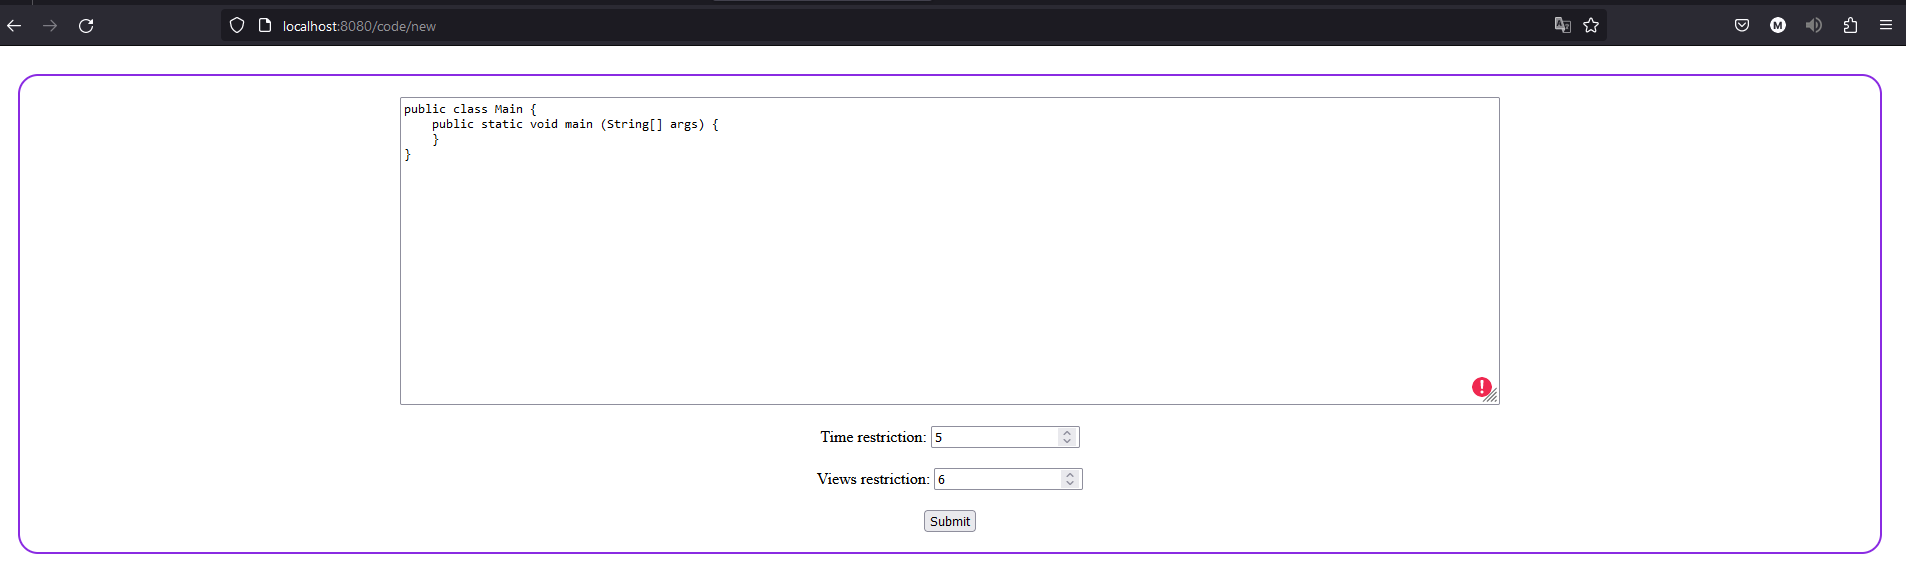 localhost:8080/code/new
M
public class Main {
    public static void main (String[] args) {
    }
}
Time restriction: 5
Views restriction: 6
Submit